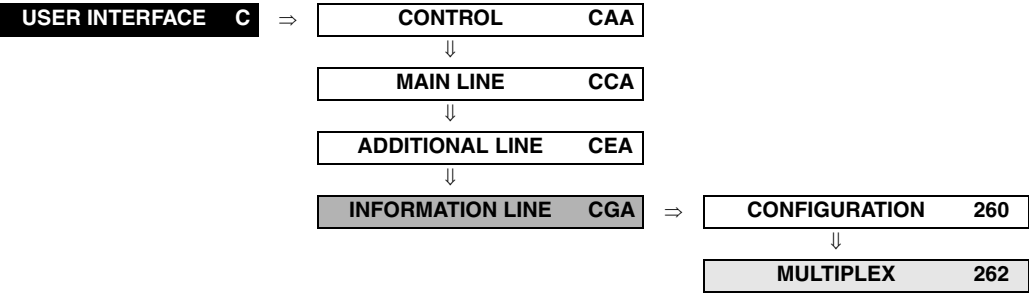 USER INTERFACE C ⇒ CONTROL CAA
⇓
MAIN LINE CCA
⇓
ADDITIONAL LINE CEA
⇓
INFORMATION LINE CGA ⇒ CONFIGURATION 260
⇓
MULTIPLEX 262